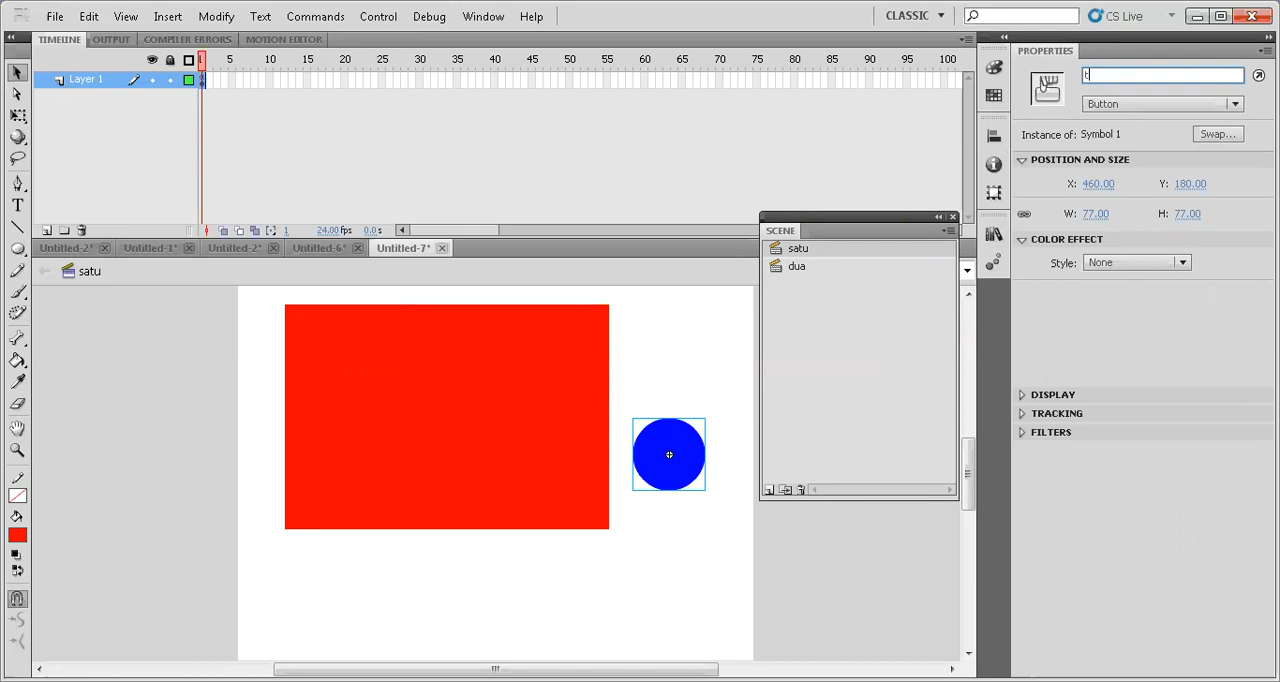 Fl File Edit View Insert Modify Text Commands Control Debug Window Help CLASSIC CS Live
TIMELINE OUTPUT COMPILER ERRORS MOTION EDITOR
1 5 10 15 20 25 30 35 40 45 50 55 60 65 70 75 80 85 90 95 100
Layer 1
1 24.00 fps 0.0 s
Untitled-2* Untitled-1* Untitled-2* Untitled-6* Untitled-7*
satu
SCENE
satu
dua
PROPERTIES
t
Button
Instance of: Symbol 1 Swap...
POSITION AND SIZE
X: 460.00 Y: 180.00
W: 77.00 H: 77.00
COLOR EFFECT
Style: None
DISPLAY
TRACKING
FILTERS